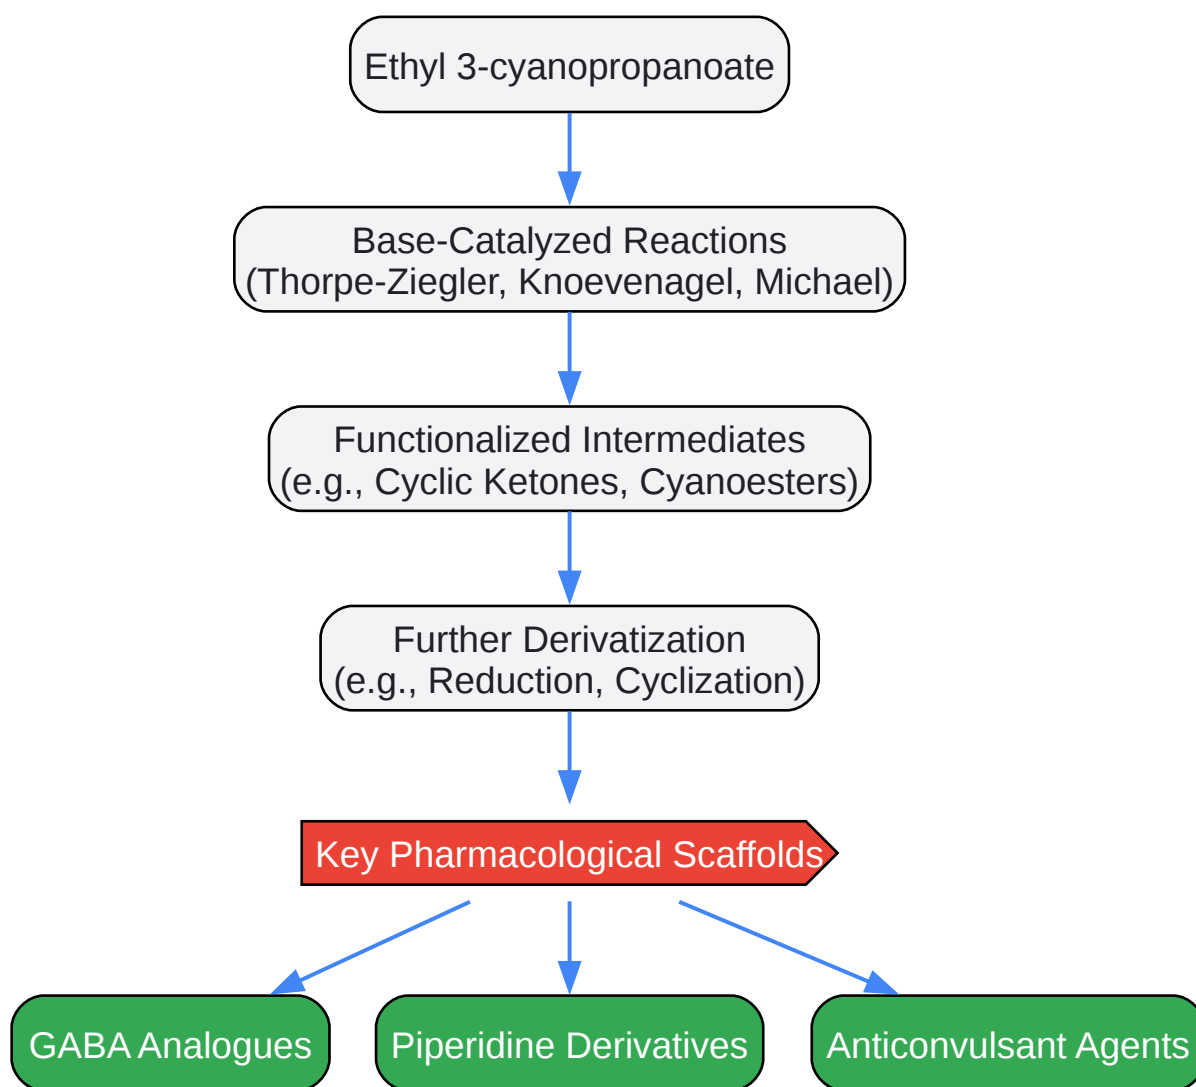 Ethyl 3-cyanopropanoate
Base-Catalyzed Reactions
(Thorpe-Ziegler, Knoevenagel, Michael)
Functionalized Intermediates
(e.g., Cyclic Ketones, Cyanoesters)
Further Derivatization
(e.g., Reduction, Cyclization)
Key Pharmacological Scaffolds
GABA Analogues
Piperidine Derivatives
Anticonvulsant Agents